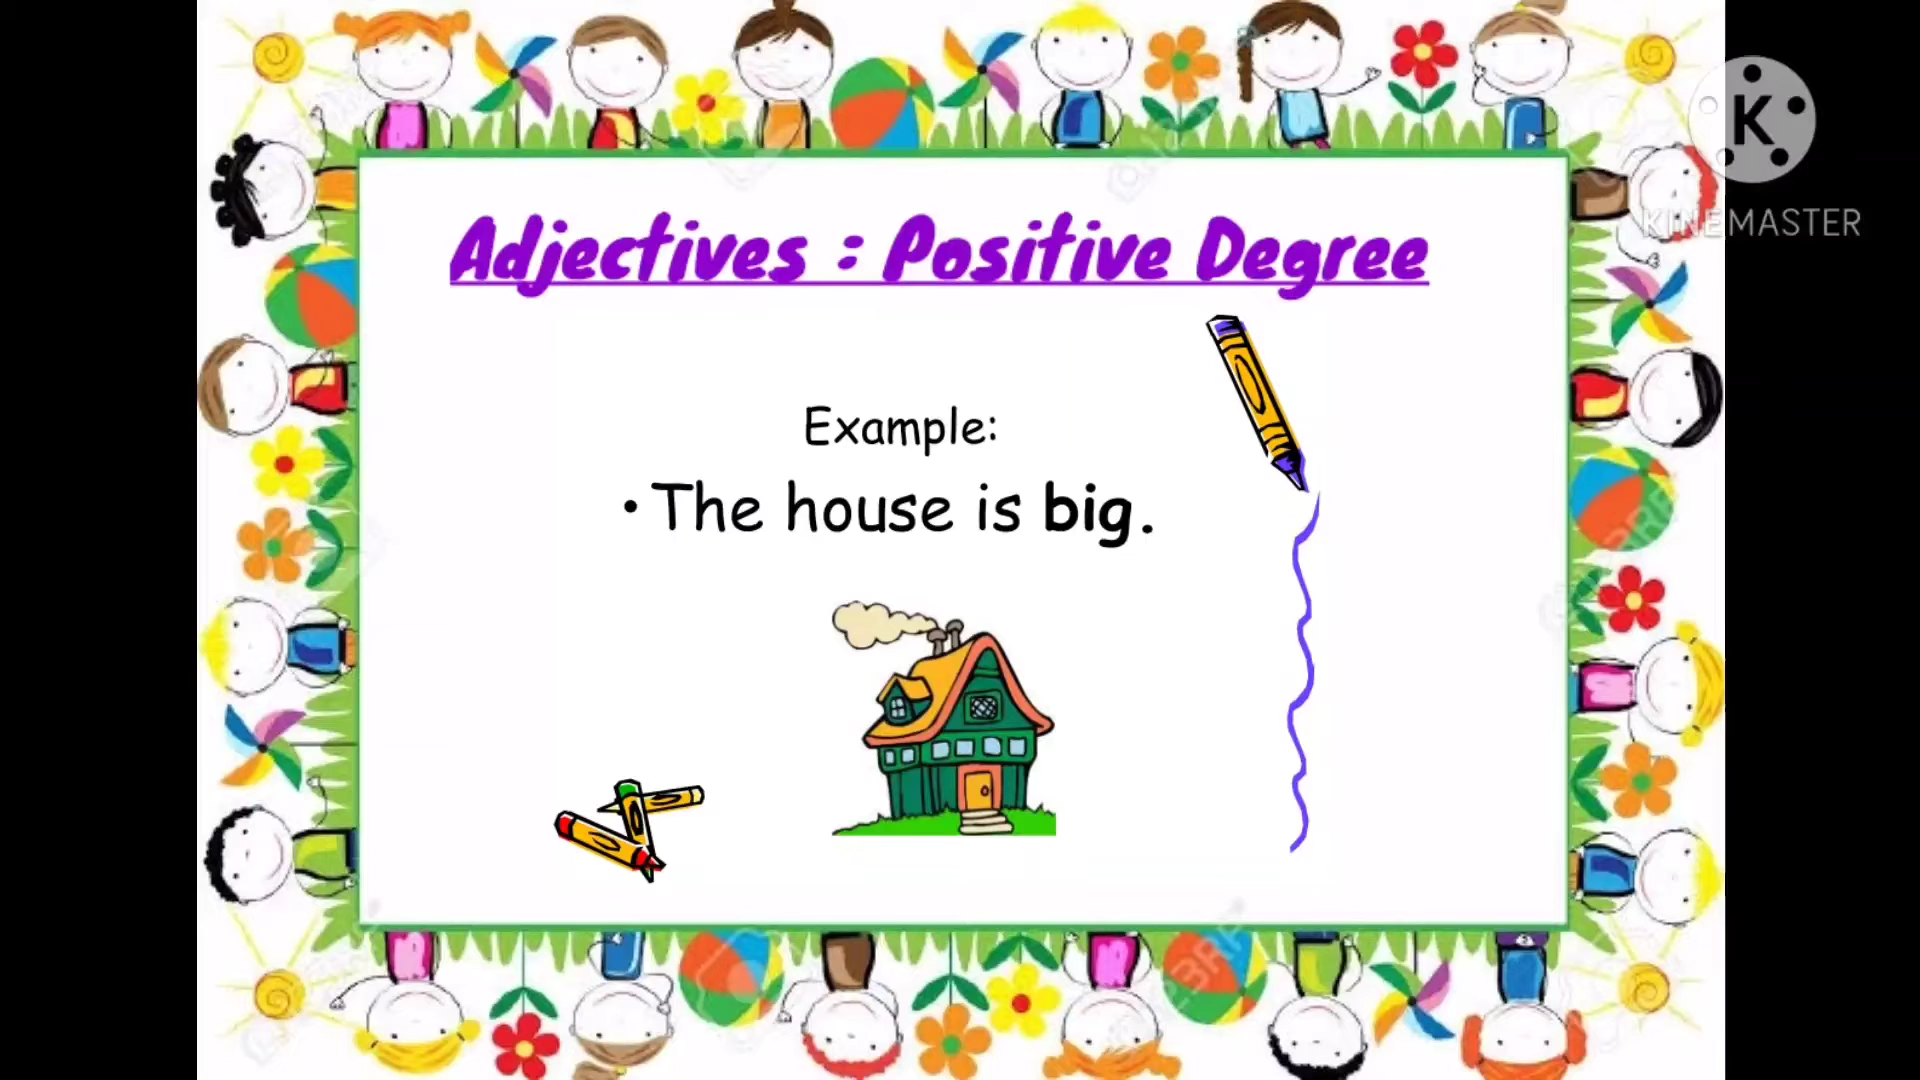 K
KINEMASTER
Adjectives : Positive Degree
Example:
• The house is big.